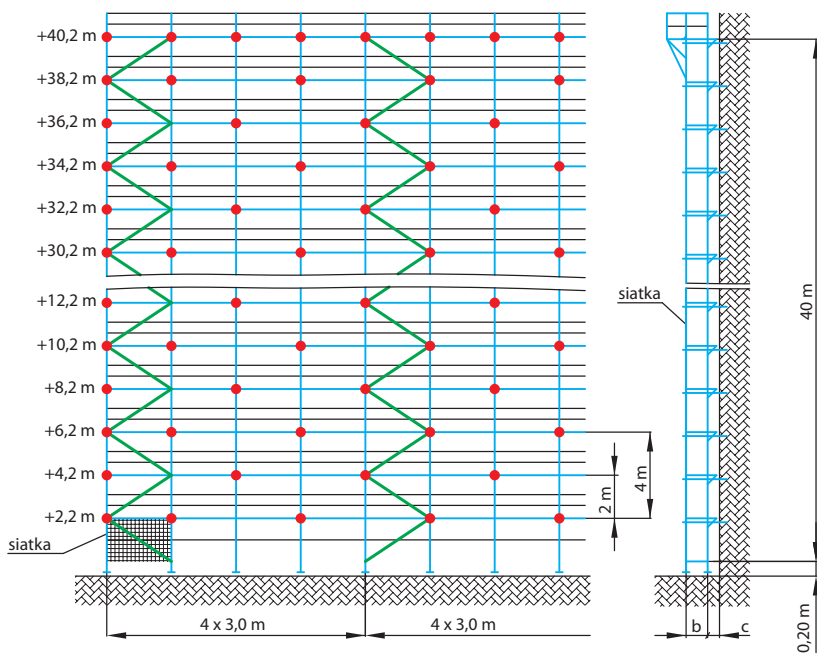 +40,2 m
+38,2 m
+36,2 m
+34,2 m
+32,2 m
+30,2 m
+12,2 m
+10,2 m
+8,2 m
+6,2 m
+4,2 m
+2,2 m
siatka
4 x 3,0 m
4 x 3,0 m
2 m
4 m
siatka
40 m
b
c
0,20 m